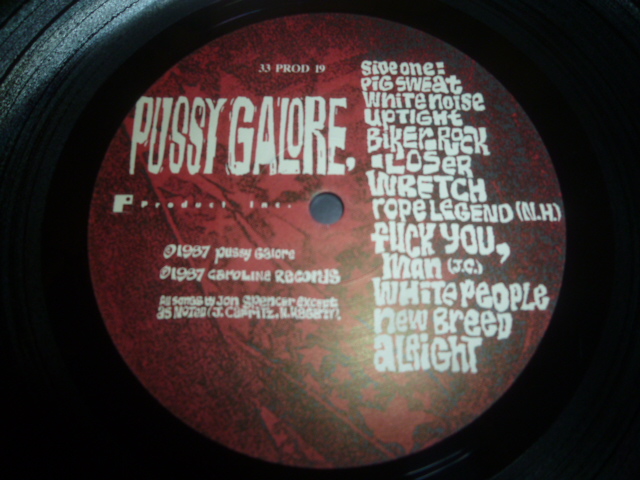 33 PROD 19
PUSSY GALORE.
Product Inc.
℗1987 Pussy Galore
©1987 Caroline Records
All songs by Jon Spencer except
as noted (J. Cafritz, N. Hagerty).
Side one:
Pig Sweat
White Noise
Uptight
Biker Rock
Loser
Wretch
Rope Legend (N.H.)
Fuck You,
Man (J.C.)
White People
New Breed
Alright